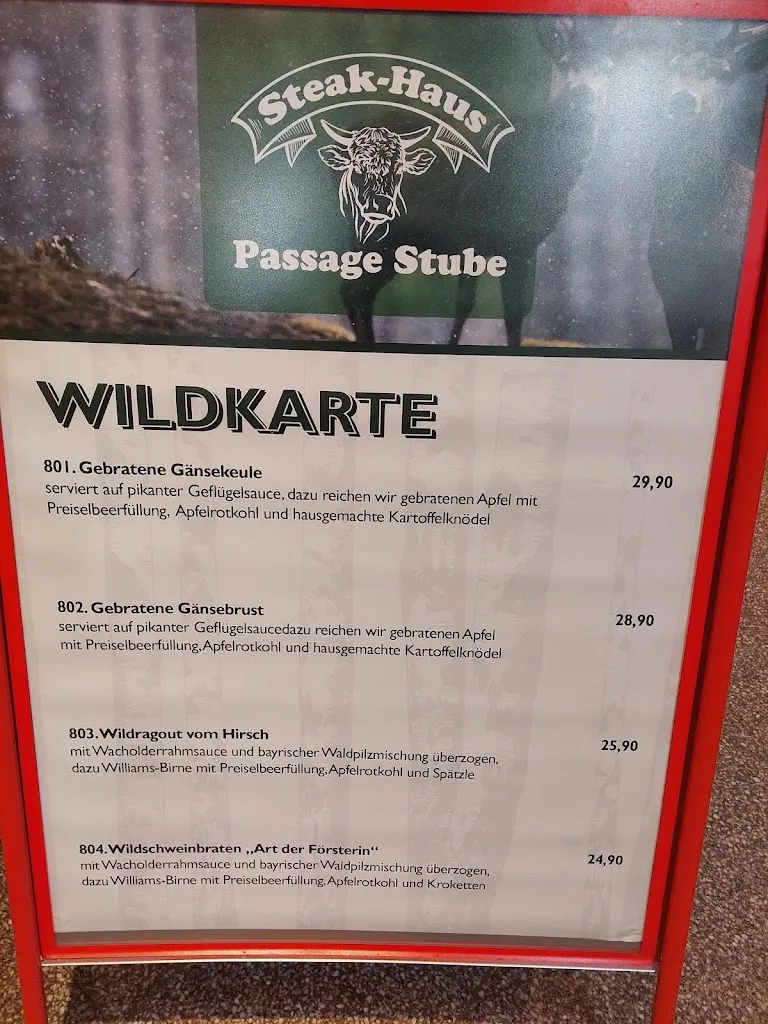 Steak-Haus
Passage Stube
WILDKARTE
801. Gebratene Gänsekeule 29,90
serviert auf pikanter Geflügelsauce, dazu reichen wir gebratenen Apfel mit
Preiselbeerfüllung, Apfelrotkohl und hausgemachte Kartoffelknödel
802. Gebratene Gänsebrust 28,90
serviert auf pikanter Geflügelsaucedazu reichen wir gebratenen Apfel
mit Preiselbeerfüllung,Apfelrotkohl und hausgemachte Kartoffelknödel
803.Wildragout vom Hirsch 25,90
mit Wacholderrahmsauce und bayrischer Waldpilzmischung überzogen,
dazu Williams-Birne mit Preiselbeerfüllung,Apfelrotkohl und Spätzle
804.Wildschweinbraten „Art der Försterin“ 24,90
mit Wacholderrahmsauce und bayrischer Waldpilzmischung überzogen,
dazu Williams-Birne mit Preiselbeerfüllung,Apfelrotkohl und Kroketten